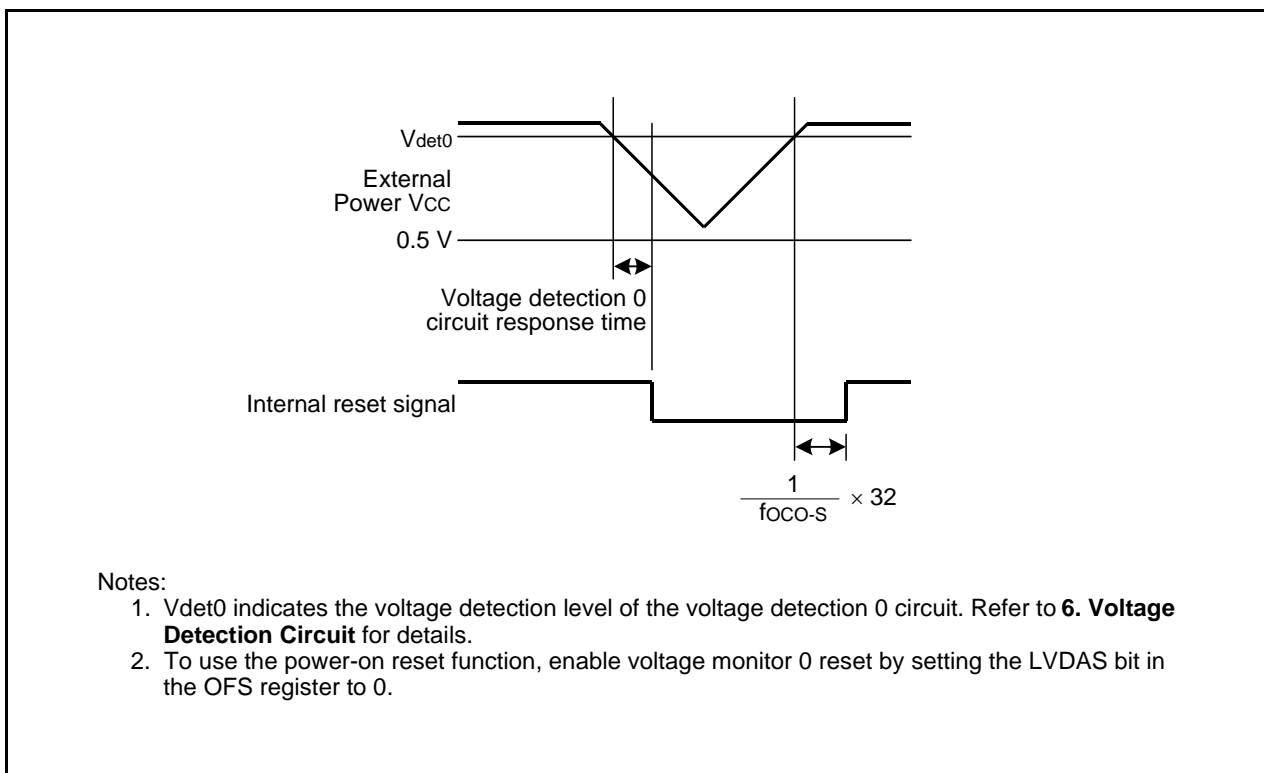 Vdet0
External
Power VCC
0.5 V
Voltage detection 0
circuit response time
Internal reset signal
1
fOCO-S
× 32
Notes:
1. Vdet0 indicates the voltage detection level of the voltage detection 0 circuit. Refer to 6. Voltage
Detection Circuit for details.
2. To use the power-on reset function, enable voltage monitor 0 reset by setting the LVDAS bit in
the OFS register to 0.